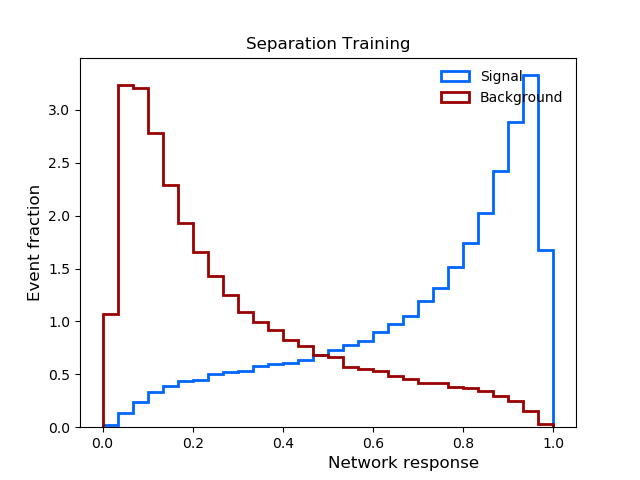 Separation Training
Signal
Background
Event fraction
3.0
2.5
2.0
1.5
1.0
0.5
0.0
0.0 0.2 0.4 0.6 0.8 1.0
Network response